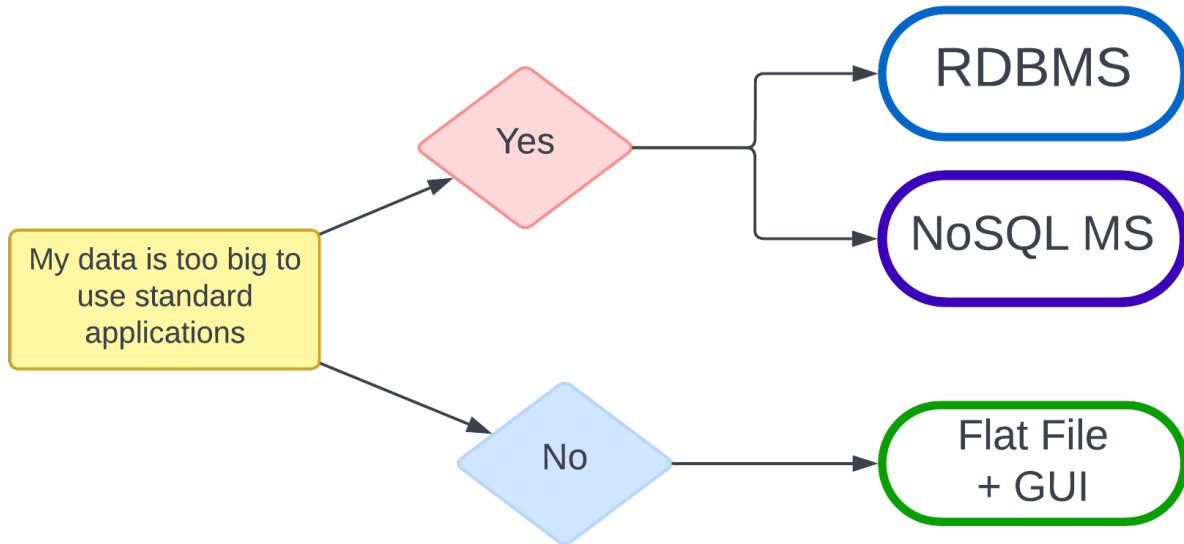 RDBMS
Yes
NoSQL MS
My data is too big to
use standard
applications
Flat File
+ GUI
No